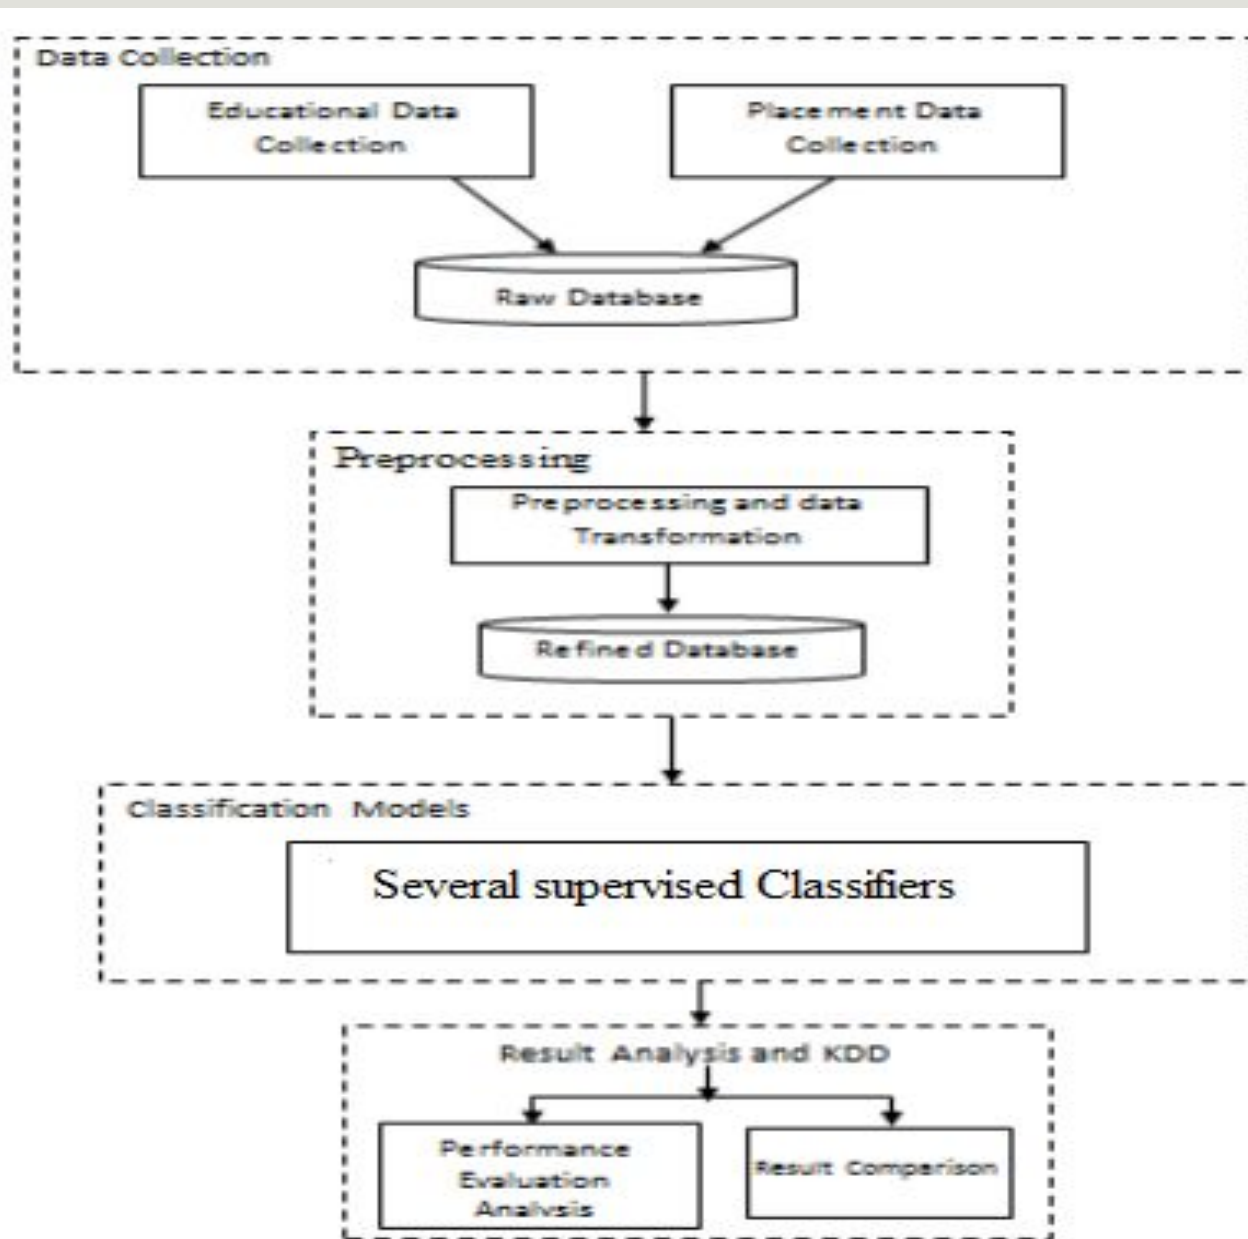 Data Collection
Educational Data
Collection
Placement Data
Collection
Raw Database
Preprocessing
Preprocessing and data
Transformation
Refined Database
Classification Models
Several supervised Classifiers
Result Analysis and KDD
Performance
Evaluation
Analysis
Result Comparison